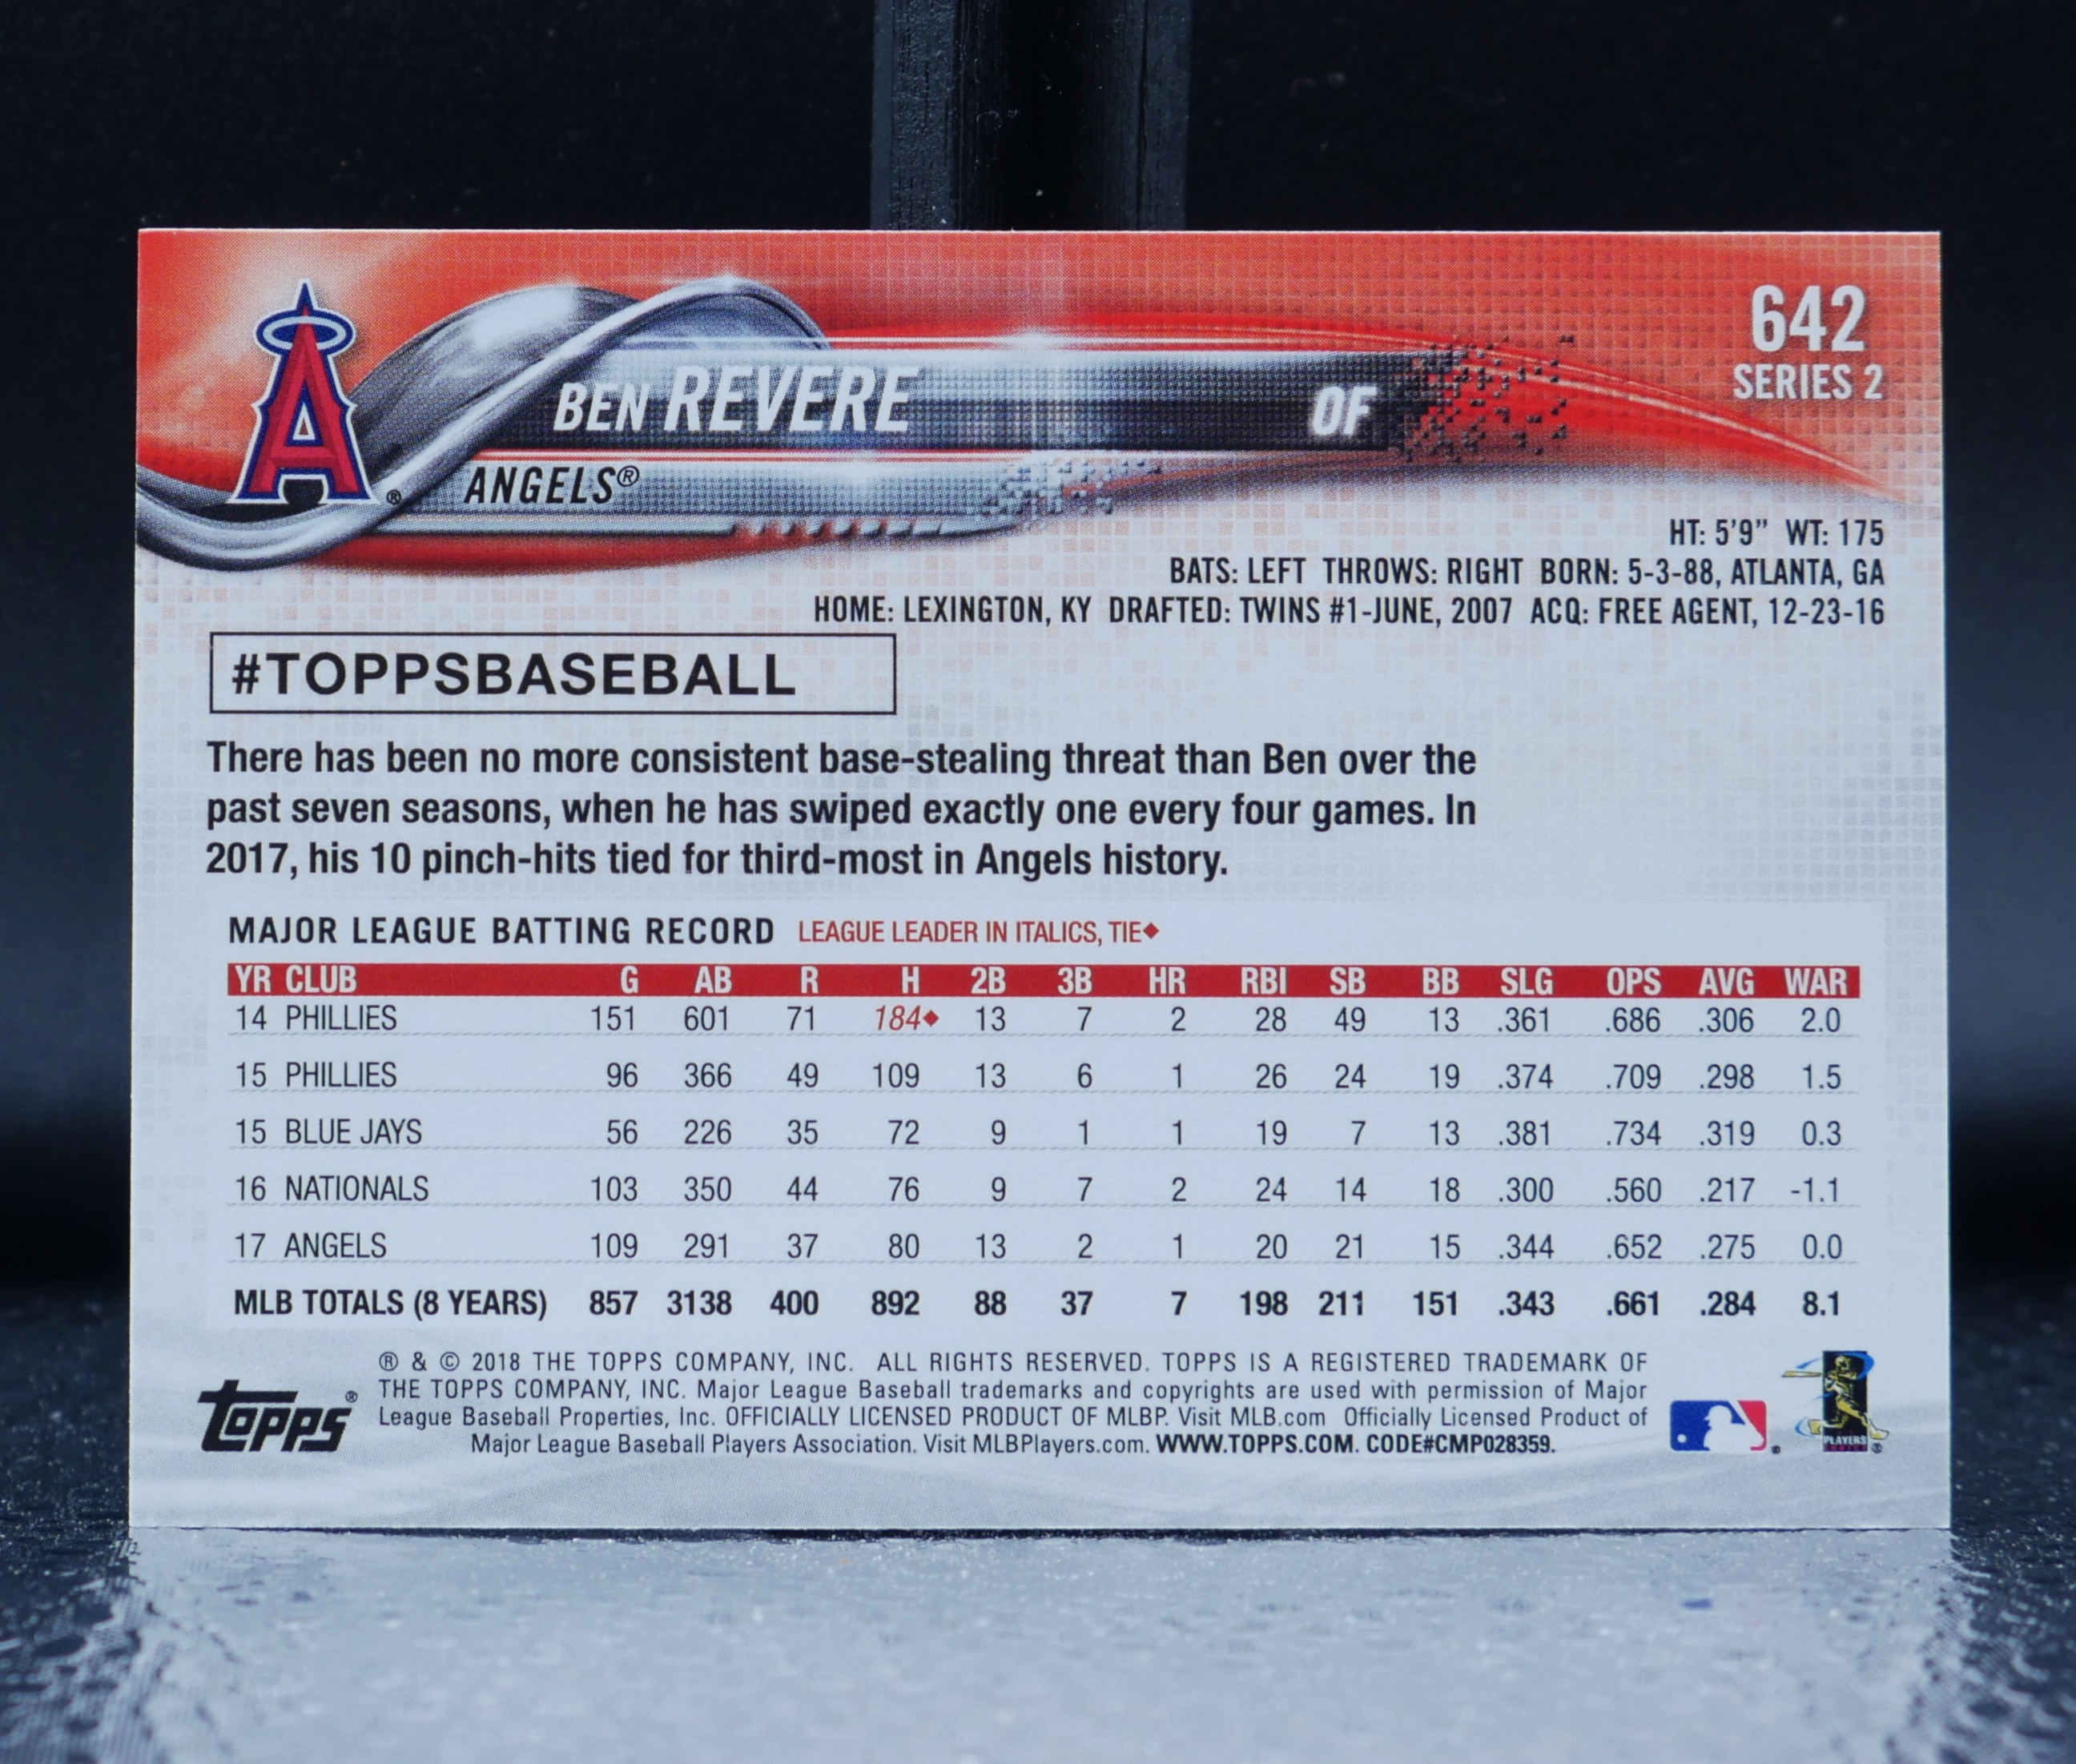 642
SERIES 2
BEN REVERE OF
ANGELS®
A ®
HT: 5'9" WT: 175
BATS: LEFT THROWS: RIGHT BORN: 5-3-88, ATLANTA, GA
HOME: LEXINGTON, KY DRAFTED: TWINS #1-JUNE, 2007 ACQ: FREE AGENT, 12-23-16
#TOPPSBASEBALL
There has been no more consistent base-stealing threat than Ben over the
past seven seasons, when he has swiped exactly one every four games. In
2017, his 10 pinch-hits tied for third-most in Angels history.
MAJOR LEAGUE BATTING RECORD LEAGUE LEADER IN ITALICS, TIE◆
YR CLUB G AB R H 2B 3B HR RBI SB BB SLG OPS AVG WAR
14 PHILLIES 151 601 71 184◆ 13 7 2 28 49 13 .361 .686 .306 2.0
15 PHILLIES 96 366 49 109 13 6 1 26 24 19 .374 .709 .298 1.5
15 BLUE JAYS 56 226 35 72 9 1 1 19 7 13 .381 .734 .319 0.3
16 NATIONALS 103 350 44 76 9 7 2 24 14 18 .300 .560 .217 -1.1
17 ANGELS 109 291 37 80 13 2 1 20 21 15 .344 .652 .275 0.0
MLB TOTALS (8 YEARS) 857 3138 400 892 88 37 7 198 211 151 .343 .661 .284 8.1
® & © 2018 THE TOPPS COMPANY, INC. ALL RIGHTS RESERVED. TOPPS IS A REGISTERED TRADEMARK OF
THE TOPPS COMPANY, INC. Major League Baseball trademarks and copyrights are used with permission of Major
League Baseball Properties, Inc. OFFICIALLY LICENSED PRODUCT OF MLBP. Visit MLB.com Officially Licensed Product of
Major League Baseball Players Association. Visit MLBPlayers.com. WWW.TOPPS.COM. CODE#CMP028359.
TOPPS ®
PLAYERS
CHOICE ®